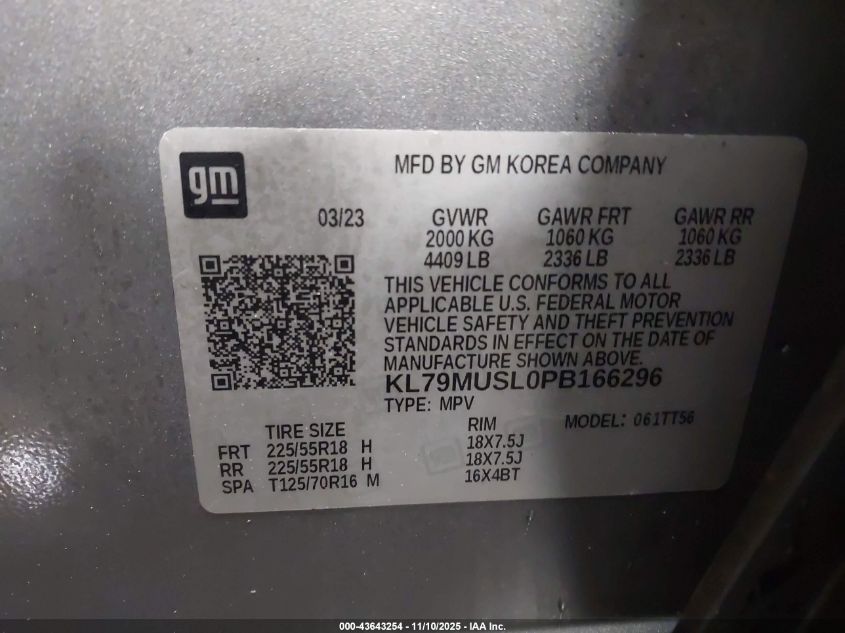 gm
MFD BY GM KOREA COMPANY
03/23 GVWR GAWR FRT GAWR RR
2000 KG 1060 KG 1060 KG
4409 LB 2336 LB 2336 LB
THIS VEHICLE CONFORMS TO ALL
APPLICABLE U.S. FEDERAL MOTOR
VEHICLE SAFETY AND THEFT PREVENTION
STANDARDS IN EFFECT ON THE DATE OF
MANUFACTURE SHOWN ABOVE.
KL79MUSL0PB166296
TYPE: MPV
TIRE SIZE RIM MODEL: 061TT56
FRT 225/55R18 H 18X7.5J
RR 225/55R18 H 18X7.5J
SPA T125/70R16 M 16X4BT
000-43643254 - 11/10/2025 - IAA Inc.